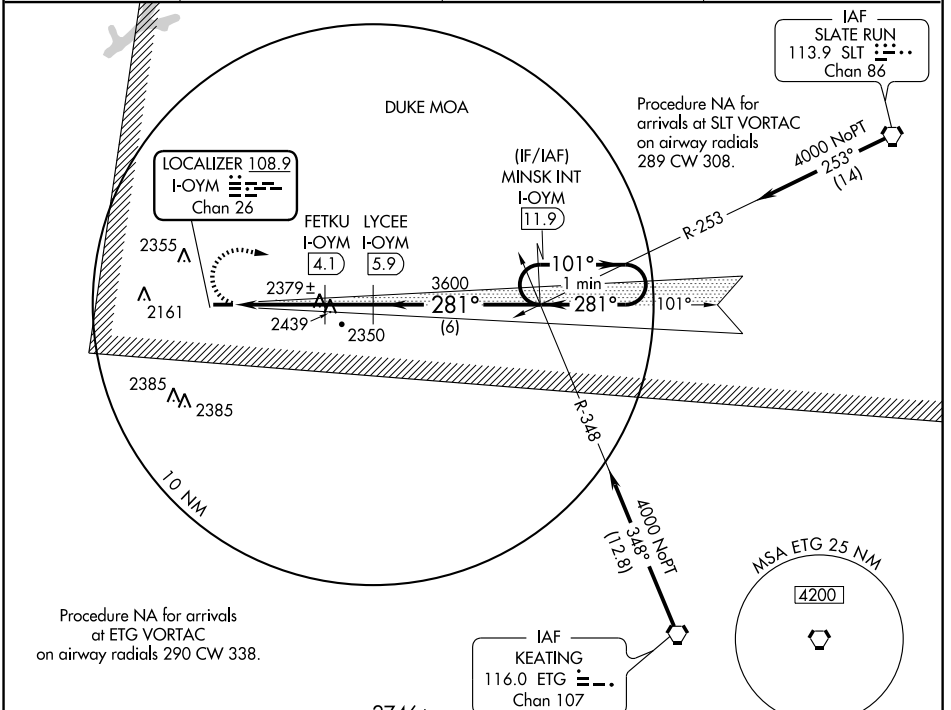 IAF
SLATE RUN
113.9 SLT
Chan 86
DUKE MOA
Procedure NA for
arrivals at SLT VORTAC
on airway radials
289 CW 308.
4000 NoPT
253°
(14)
R-253
(IF/IAF)
MINSK INT
I-OYM
11.9
LOCALIZER 108.9
I-OYM
Chan 26
FETKU
I-OYM
4.1
LYCEE
I-OYM
5.9
2355
2161
2379±
2439
2350
3600
281°
(6)
101°
1 min
281°
101°
2385
2385
R-348
10 NM
4000 NoPT
348°
(12.8)
MSA ETG 25 NM
4200
Procedure NA for arrivals
at ETG VORTAC
on airway radials 290 CW 338.
IAF
KEATING
116.0 ETG
Chan 107